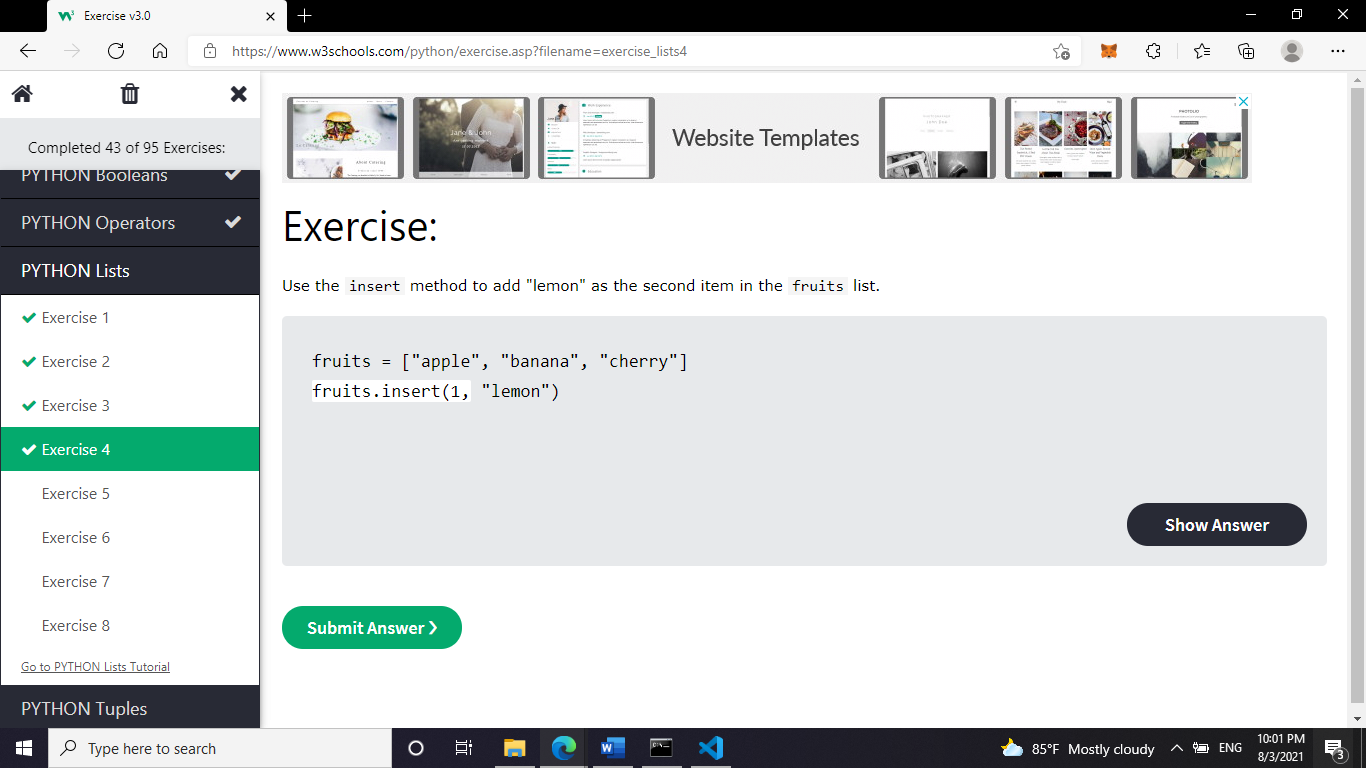 Exercise v3.0
https://www.w3schools.com/python/exercise.asp?filename=exercise_lists4
Completed 43 of 95 Exercises:
PYTHON Booleans
PYTHON Operators
PYTHON Lists
Exercise 1
Exercise 2
Exercise 3
Exercise 4
Exercise 5
Exercise 6
Exercise 7
Exercise 8
Go to PYTHON Lists Tutorial
PYTHON Tuples
Jane & John
Website Templates
PHOTOLIO
Exercise:
Use the insert method to add "lemon" as the second item in the fruits list.
fruits = ["apple", "banana", "cherry"]
fruits.insert(1, "lemon")
Show Answer
Submit Answer ❯
Type here to search
85°F Mostly cloudy
ENG
10:01 PM
8/3/2021
3